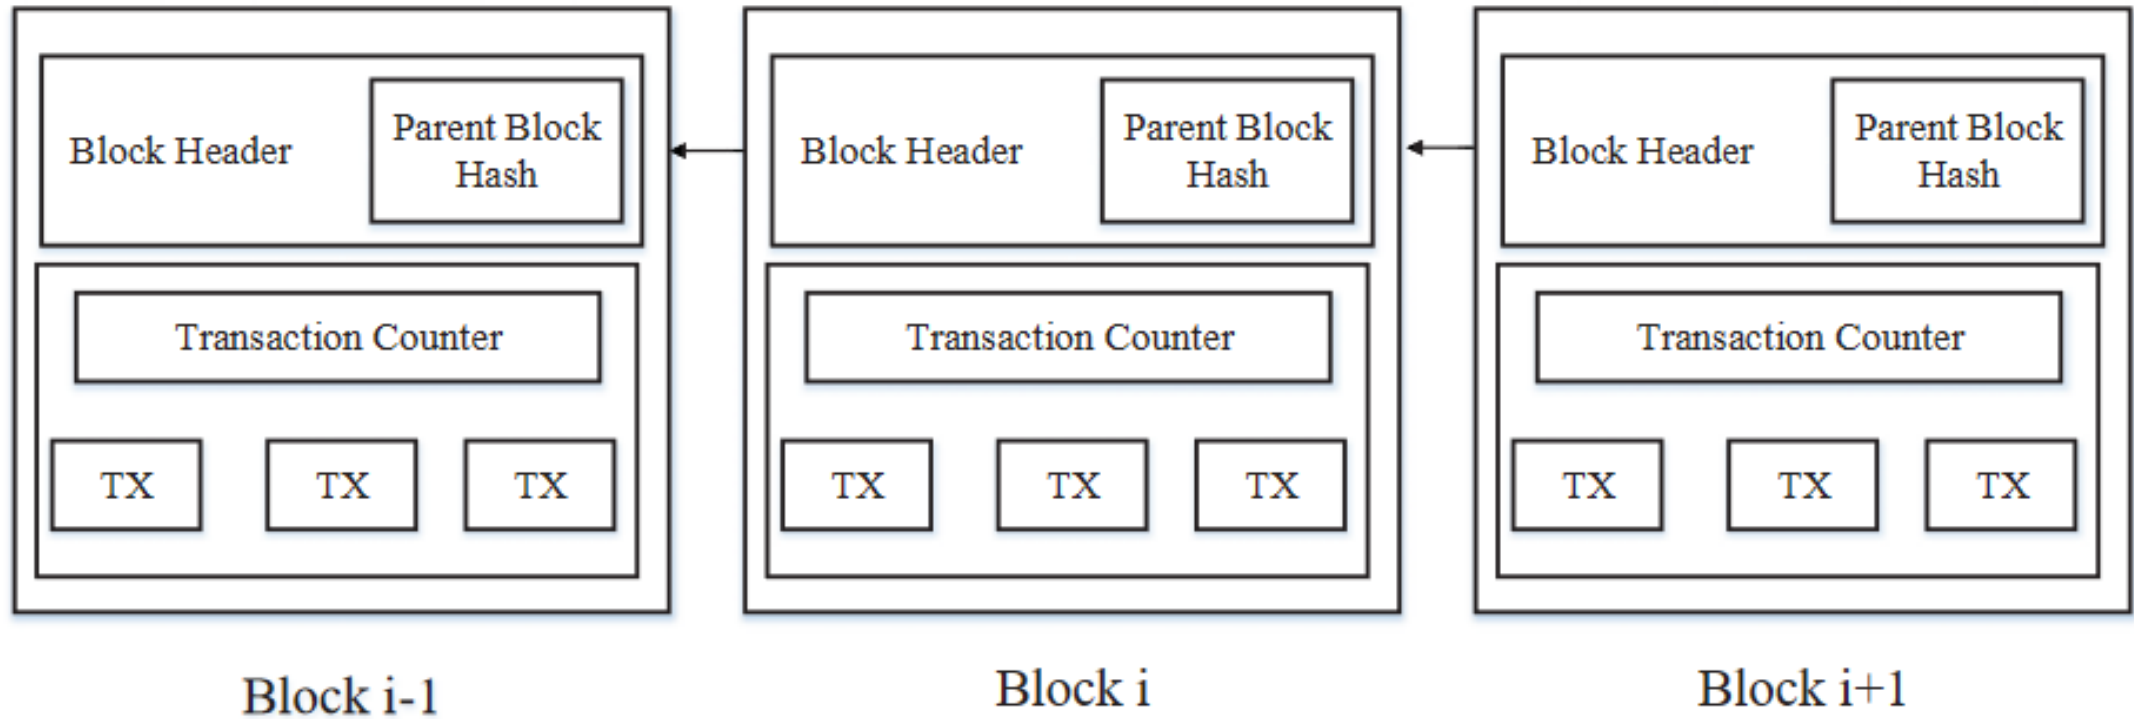 Block Header
Parent Block
Hash
Transaction Counter
TX TX TX
Block i-1
Block Header
Parent Block
Hash
Transaction Counter
TX TX TX
Block i
Block Header
Parent Block
Hash
Transaction Counter
TX TX TX
Block i+1